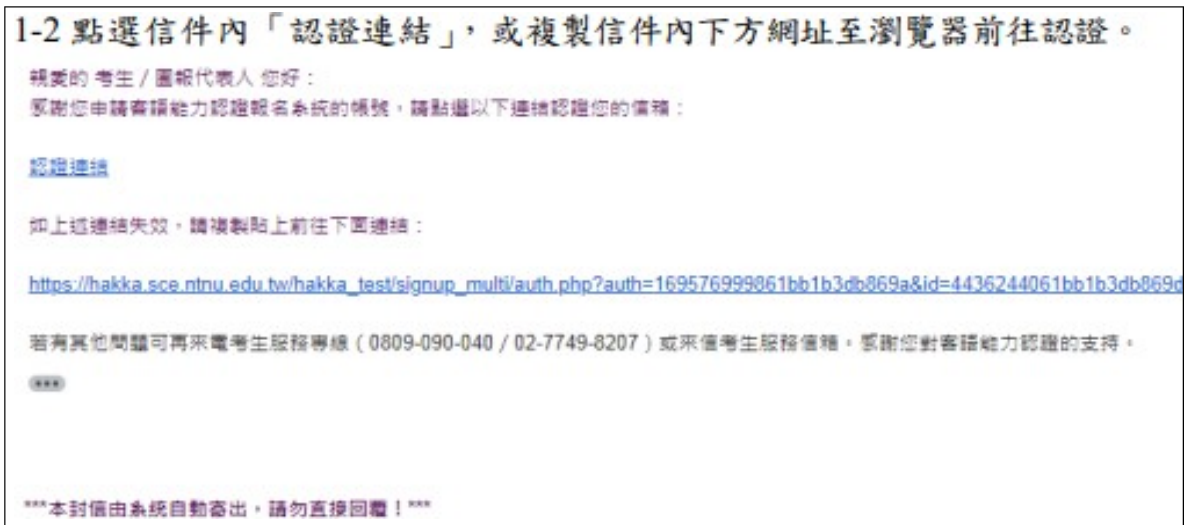 1-2 點選信件內「認證連結」，或複製信件內下方網址至瀏覽器前往認證。
親愛的 考生 / 團報代表人 您好：
感謝您申請客語能力認證報名系統的帳號，請點選以下連結認證您的信箱：
認證連結
如上述連結失效，請複製貼上前往下面連結：
https://hakka.sce.ntnu.edu.tw/hakka_test/signup_multi/auth.php?auth=169576999861bb1b3db869a&id=4436244061bb1b3db869d
若有其他問題可再來電考生服務專線（0809-090-040 / 02-7749-8207）或來信考生服務信箱，感謝您對客語能力認證的支持。
***本封信由系統自動寄出，請勿直接回覆！***